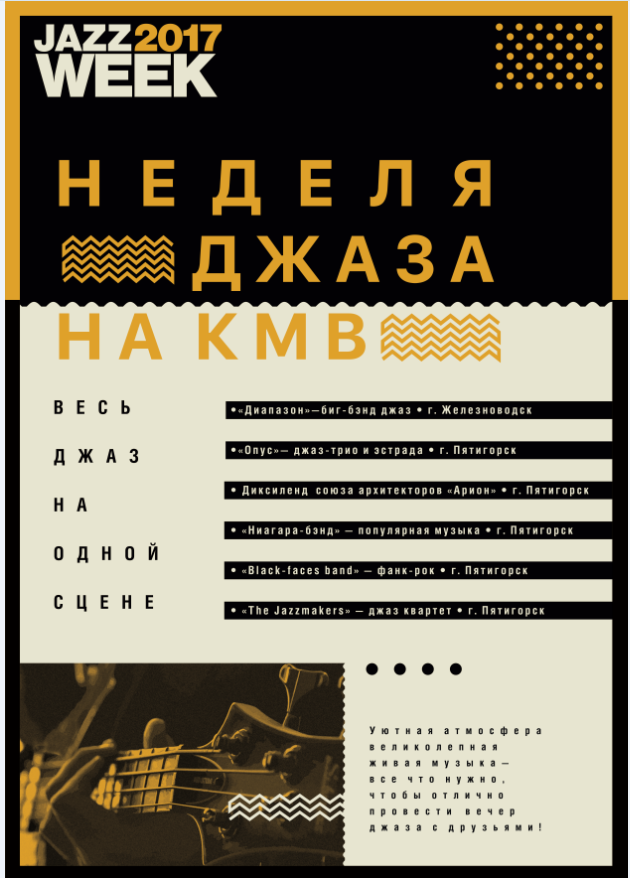 JAZZ 2017
WEEK
НЕДЕЛЯ
ДЖАЗА
НА КМВ
ВЕСЬ
ДЖАЗ
НА
ОДНОЙ
СЦЕНЕ
•«Диапазон»—биг-бэнд джаз • г. Железноводск
•«Опус»— джаз-трио и эстрада • г. Пятигорск
• Диксиленд союза архитекторов «Арион» • г. Пятигорск
• «Ниагара-бэнд» — популярная музыка • г. Пятигорск
• «Black-faces band» — фанк-рок • г. Пятигорск
• «The Jazzmakers» — джаз квартет • г. Пятигорск
Уютная атмосфера
великолепная
живая музыка—
все что нужно,
чтобы отлично
провести вечер
джаза с друзьями!